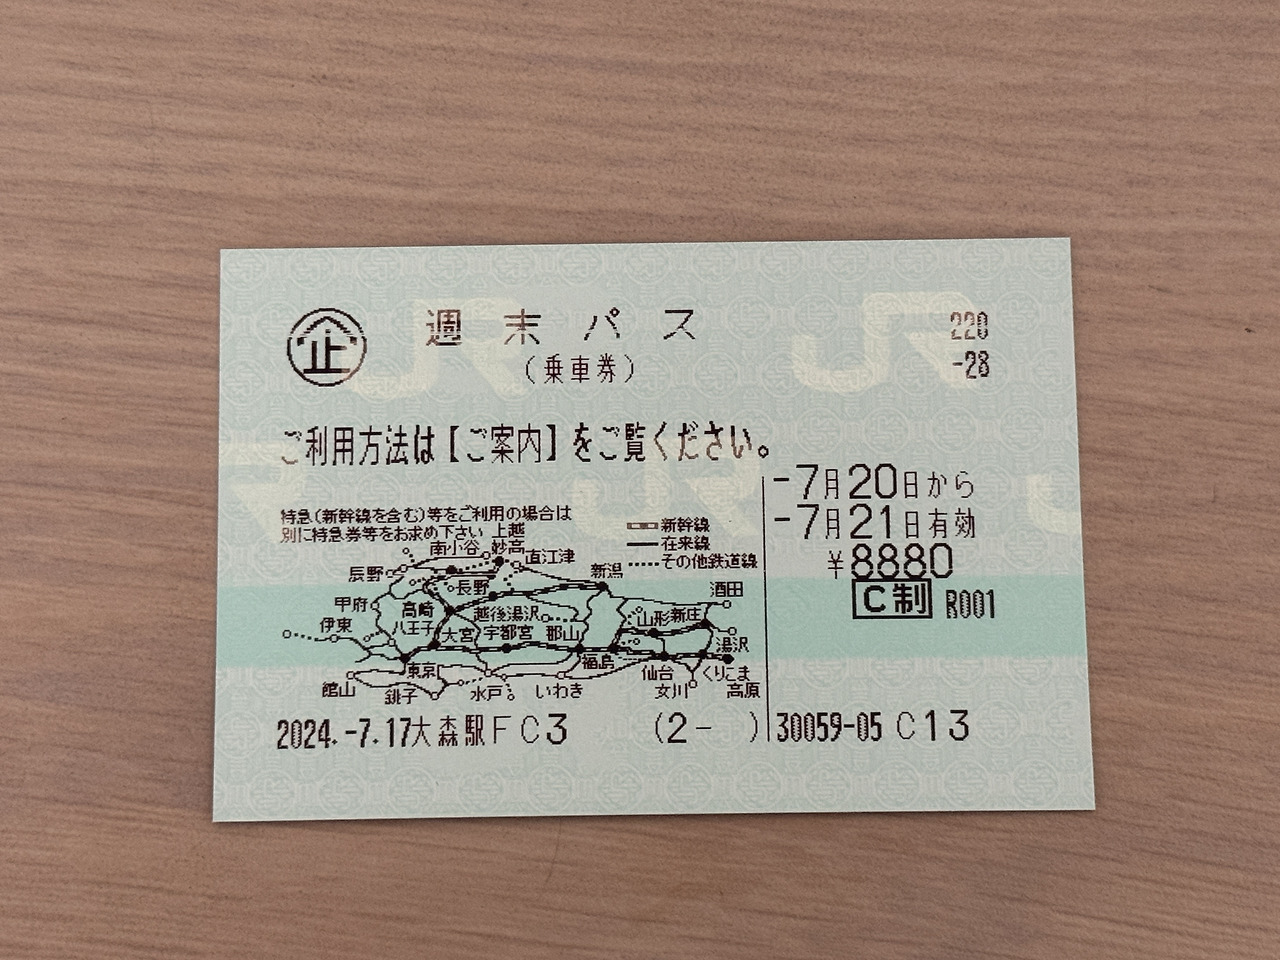 企 週末パス 220
(乗車券) -28
ご利用方法は【ご案内】をご覧ください。
-7月20日から
-7月21日有効
¥8880
C制 R001
特急(新幹線を含む)等をご利用の場合は
別に特急券等をお求め下さい
新幹線
在来線
その他鉄道線
上越
南小谷 妙高 直江津
辰野 長野 新潟 酒田
甲府 高崎 越後湯沢 山形 新庄
伊東 八王子 大宮 宇都宮 郡山 湯沢
東京 福島 仙台 くりこま高原
館山 銚子 水戸 いわき 女川
2024.-7.17大森駅FC3 (2- ) 30059-05 C13
JR JR
JR JR